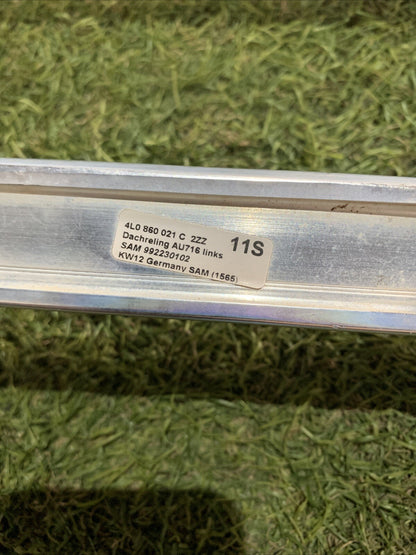 4L0 860 021 C 2ZZ 11S
Dachreling AU716 links
SAM 992230102
KW12 Germany SAM (1565)